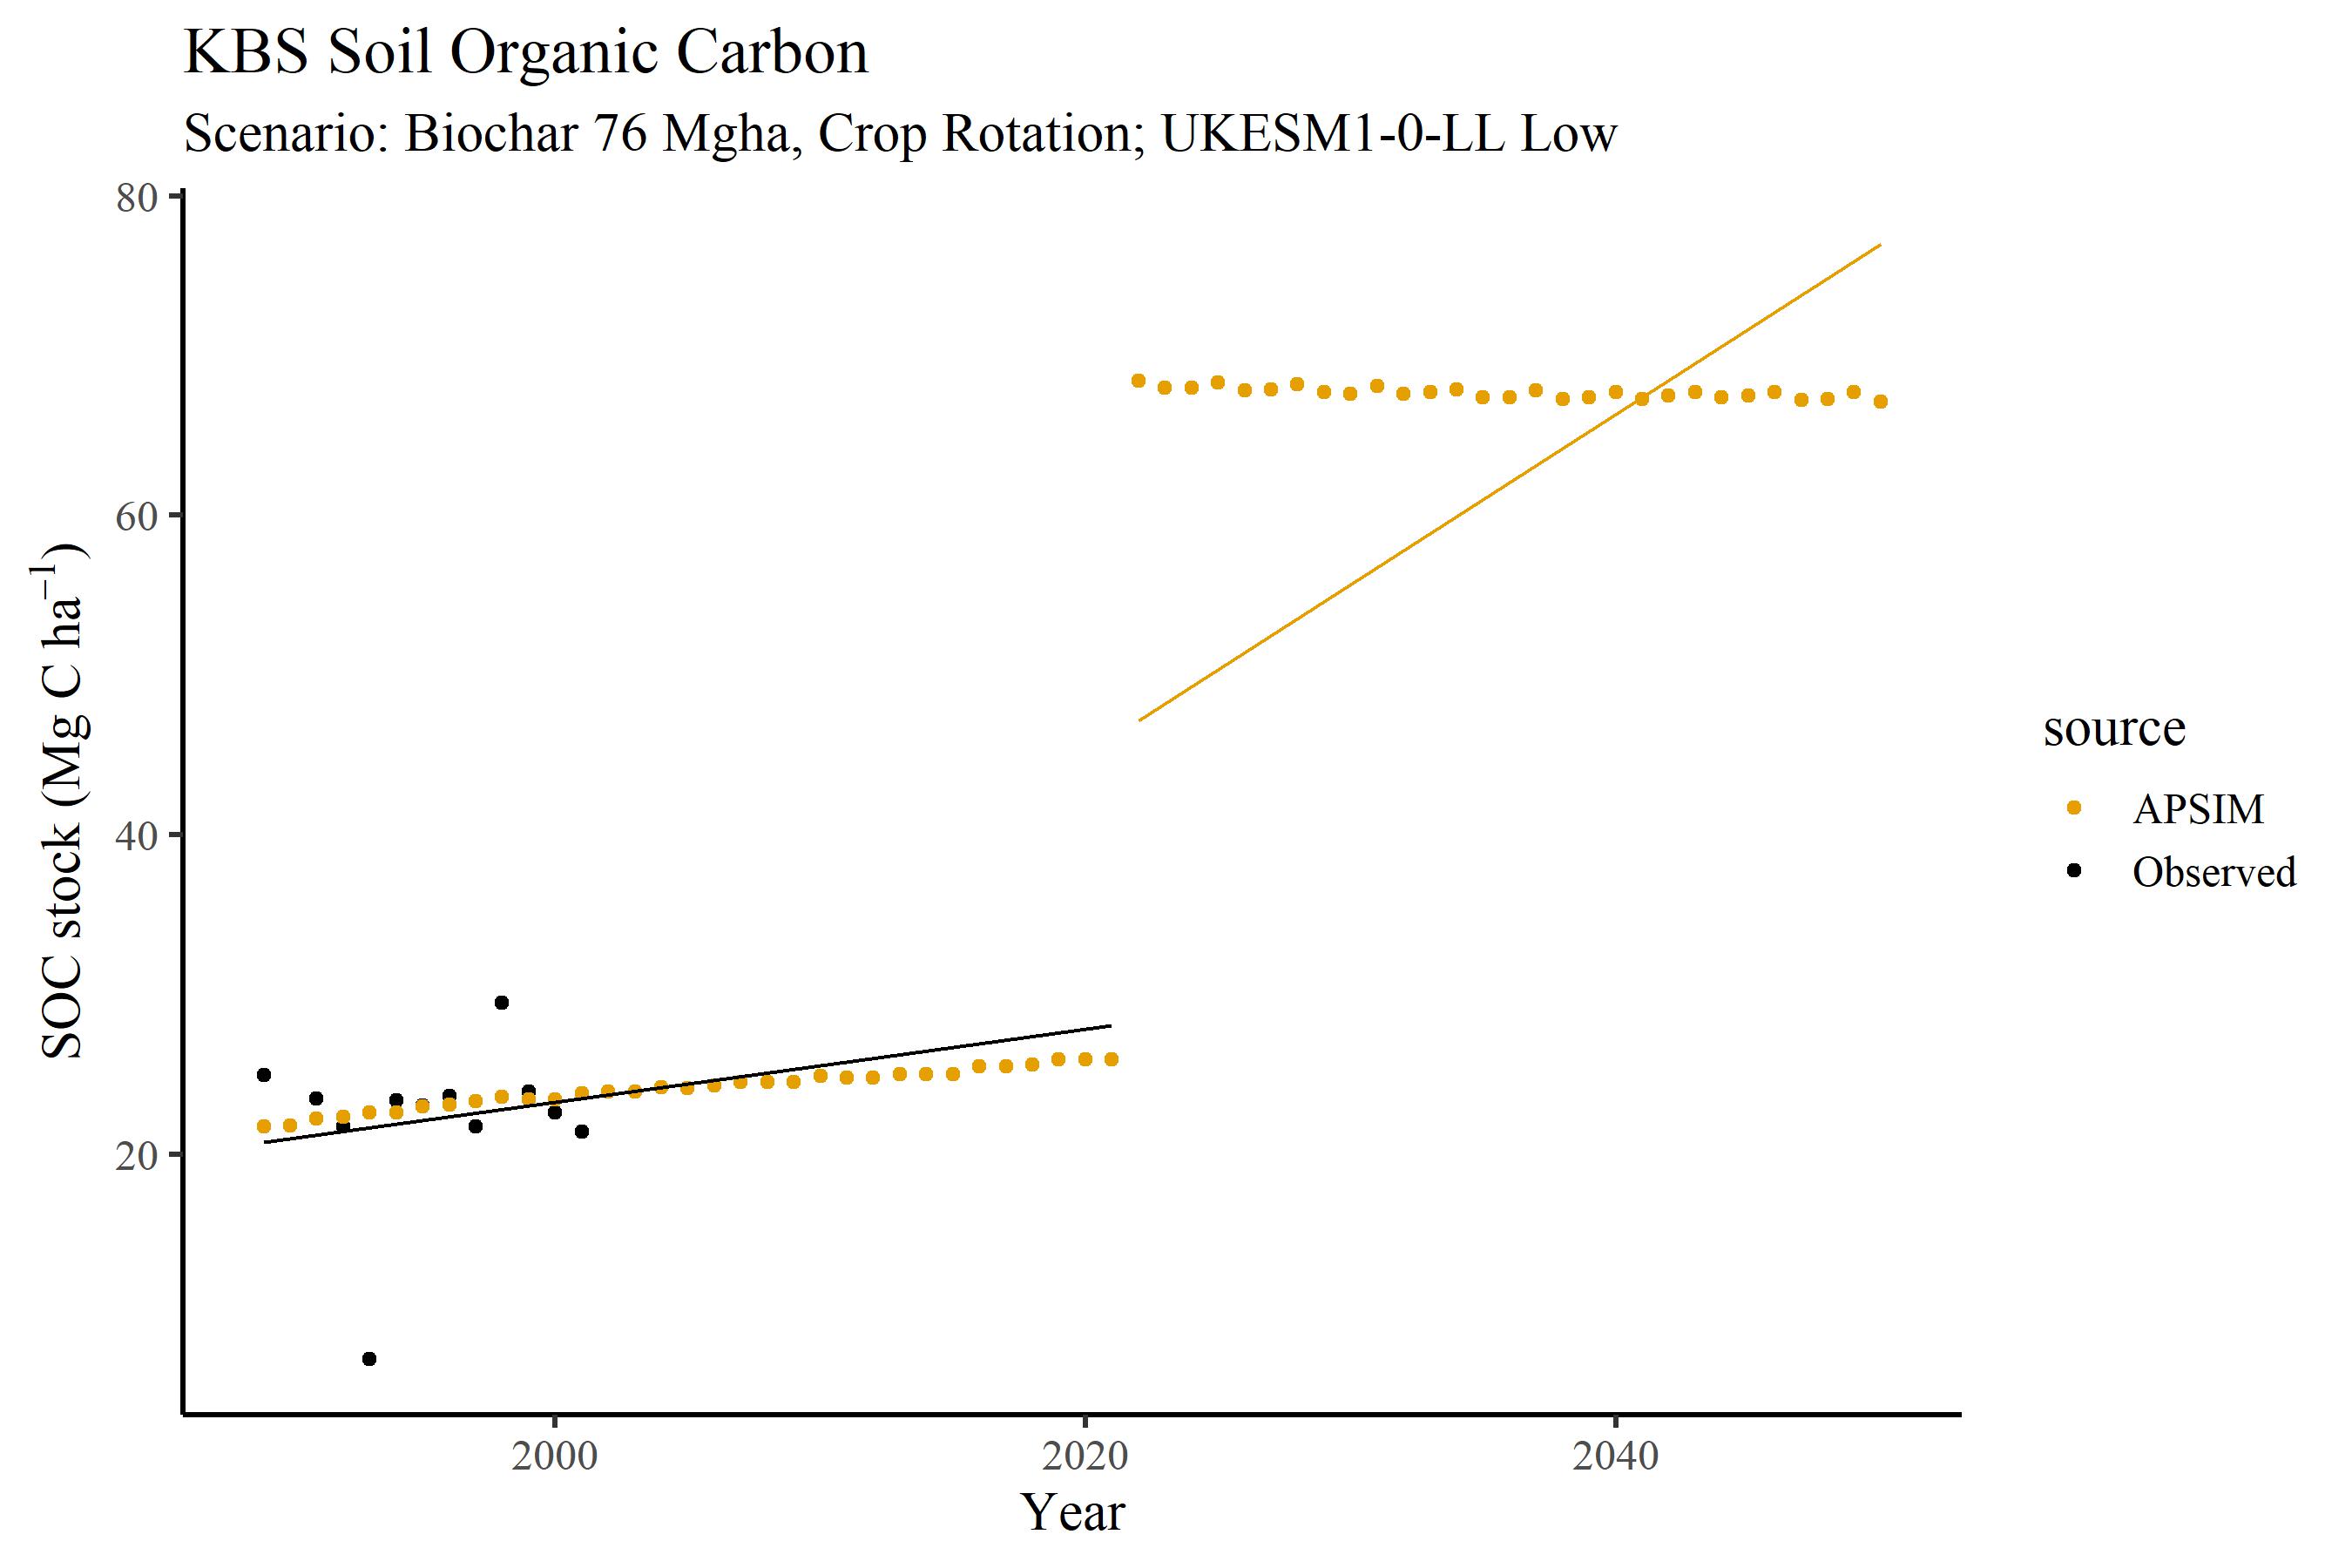 KBS Soil Organic Carbon
Scenario: Biochar 76 Mgha, Crop Rotation; UKESM1-0-LL Low
SOC stock (Mg C ha⁻¹)
80
60
40
20
2000
2020
2040
Year
source
APSIM
Observed